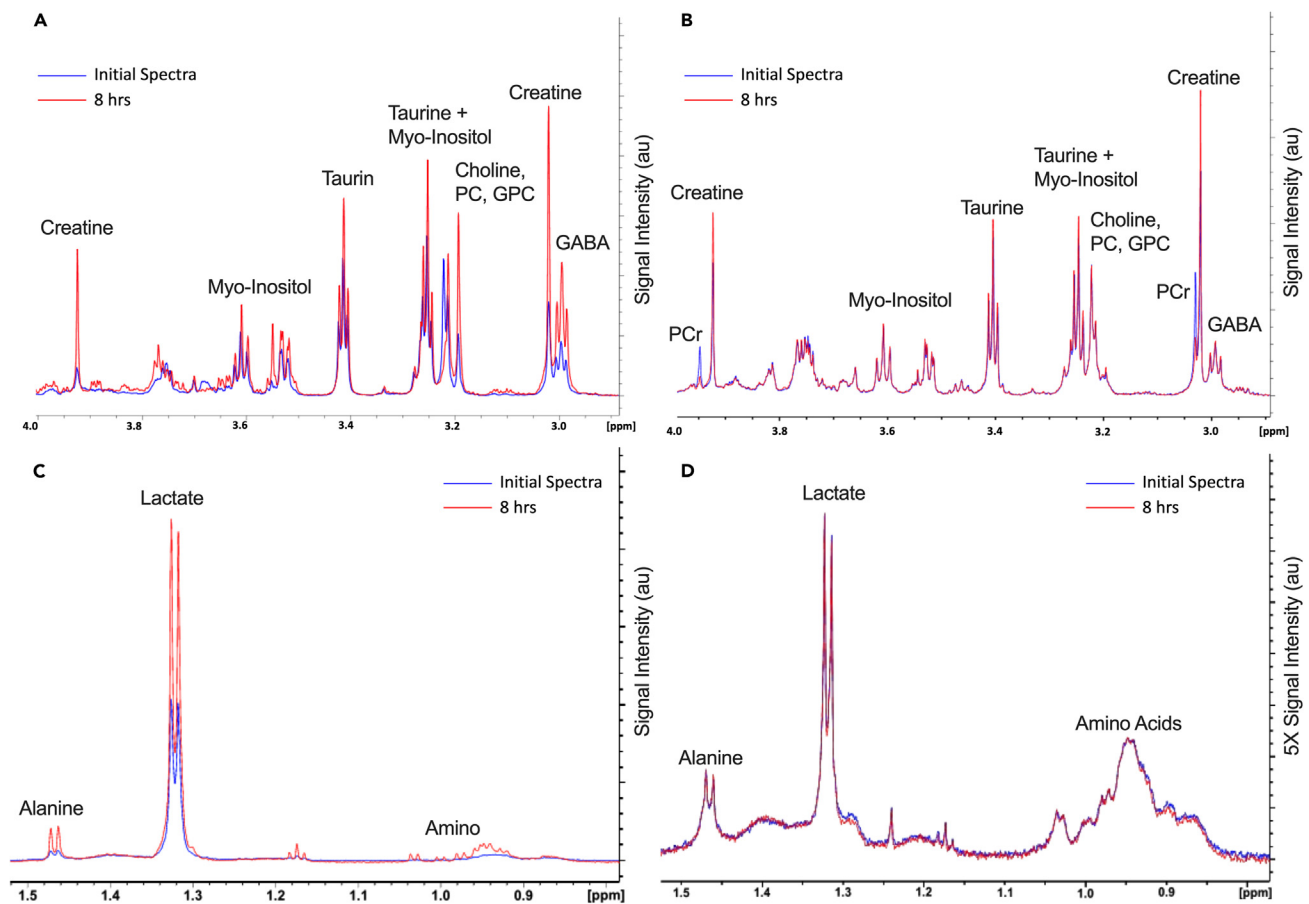 A
Initial Spectra
8 hrs
Creatine
Myo-Inositol
Taurin
Taurine +
Myo-Inositol
Choline,
PC, GPC
Creatine
GABA
Signal Intensity (au)
4.0 3.6 3.4 3.2 3.0 [ppm]
B
Initial Spectra
8 hrs
PCr
Creatine
Myo-Inositol
Taurine
Taurine +
Myo-Inositol
Choline,
PC, GPC
Creatine
PCr
GABA
Signal Intensity (au)
4.0 3.8 3.6 3.4 3.2 3.0 [ppm]
C
Initial Spectra
8 hrs
Alanine
Lactate
Amino
Signal Intensity (au)
1.5 1.4 1.3 1.2 1.1 1.0 0.9 [ppm]
D
Initial Spectra
8 hrs
Alanine
Lactate
Amino Acids
5X Signal Intensity (au)
1.5 1.4 1.3 1.2 1.1 1.0 0.9 [ppm]